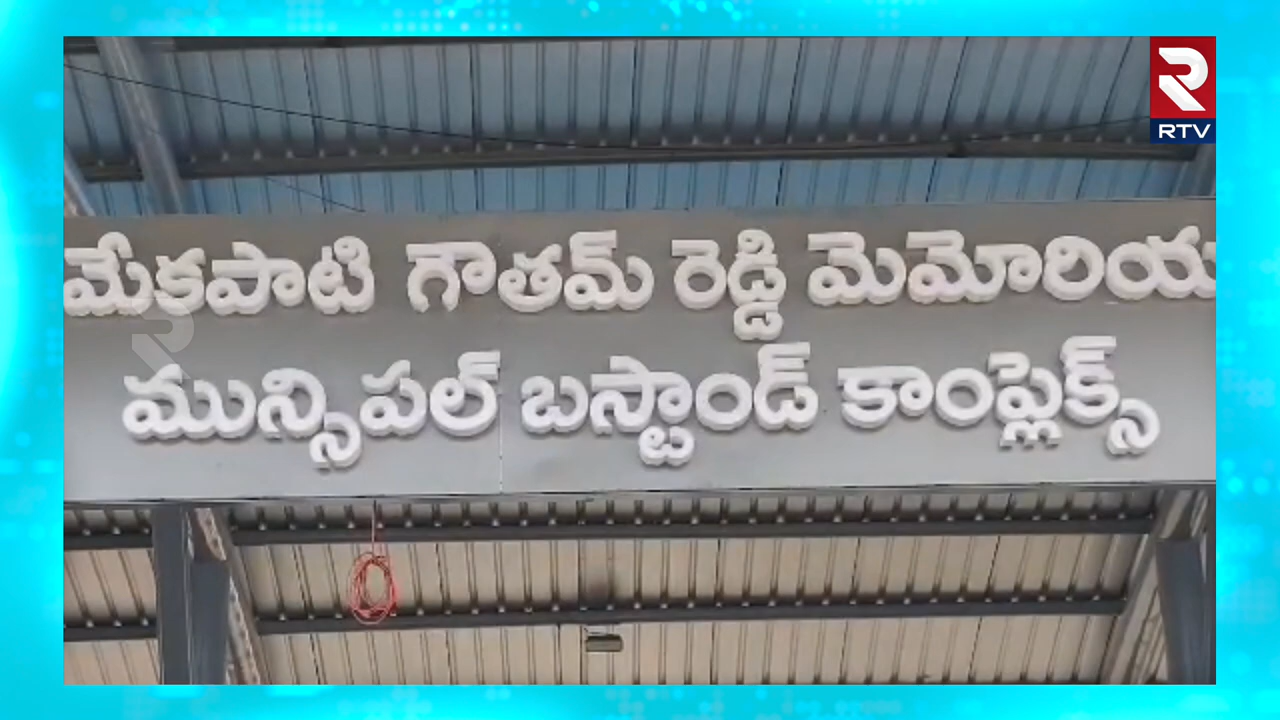 RTV
మేకపాటి గౌతమ్ రెడ్డి మెమోరియ
మున్సిపల్ బస్టాండ్ కాంప్లెక్స్